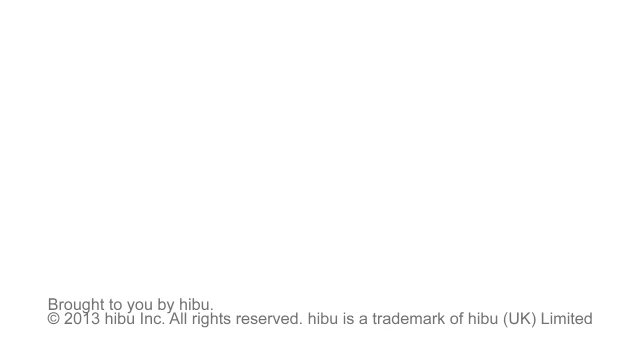 Brought to you by hibu.
© 2013 hibu Inc. All rights reserved. hibu is a trademark of hibu (UK) Limited